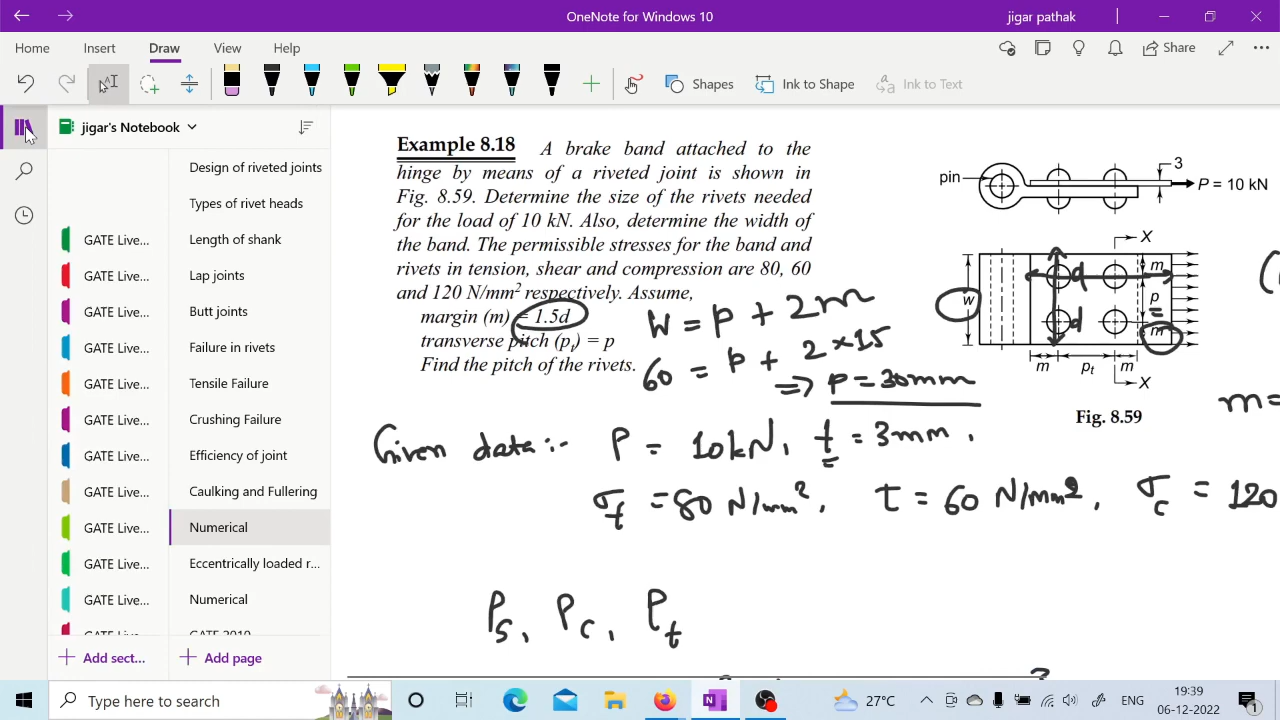 OneNote for Windows 10
jigar pathak
Home Insert Draw View Help
Share
Shapes
Ink to Shape
Ink to Text
jigar's Notebook
Design of riveted joints
Types of rivet heads
GATE Live... Length of shank
GATE Live... Lap joints
GATE Live... Butt joints
GATE Live... Failure in rivets
GATE Live... Tensile Failure
GATE Live... Crushing Failure
GATE Live... Efficiency of joint
GATE Live... Caulking and Fullering
GATE Live... Numerical
GATE Live... Eccentrically loaded r...
GATE Live... Numerical
GATE Live... GATE 2019
+ Add sect... + Add page
Example 8.18 A brake band attached to the
hinge by means of a riveted joint is shown in
Fig. 8.59. Determine the size of the rivets needed
for the load of 10 kN. Also, determine the width of
the band. The permissible stresses for the band and
rivets in tension, shear and compression are 80, 60
and 120 N/mm² respectively. Assume,
margin (m) = 1.5d
transverse pitch (pₜ) = p
Find the pitch of the rivets.
W = p + 2m
60 = p + 2×15
=> p = 30mm
pin
3
P = 10 kN
X
w
d
m
p
d
m
m pₜ m
X
Fig. 8.59
m=
Given data:- P = 10kN, t = 3mm,
σt = 80 N/mm², τ = 60 N/mm², σc = 120
Ps, Pc, Pt
Type here to search
27°C
ENG
19:39
06-12-2022
1